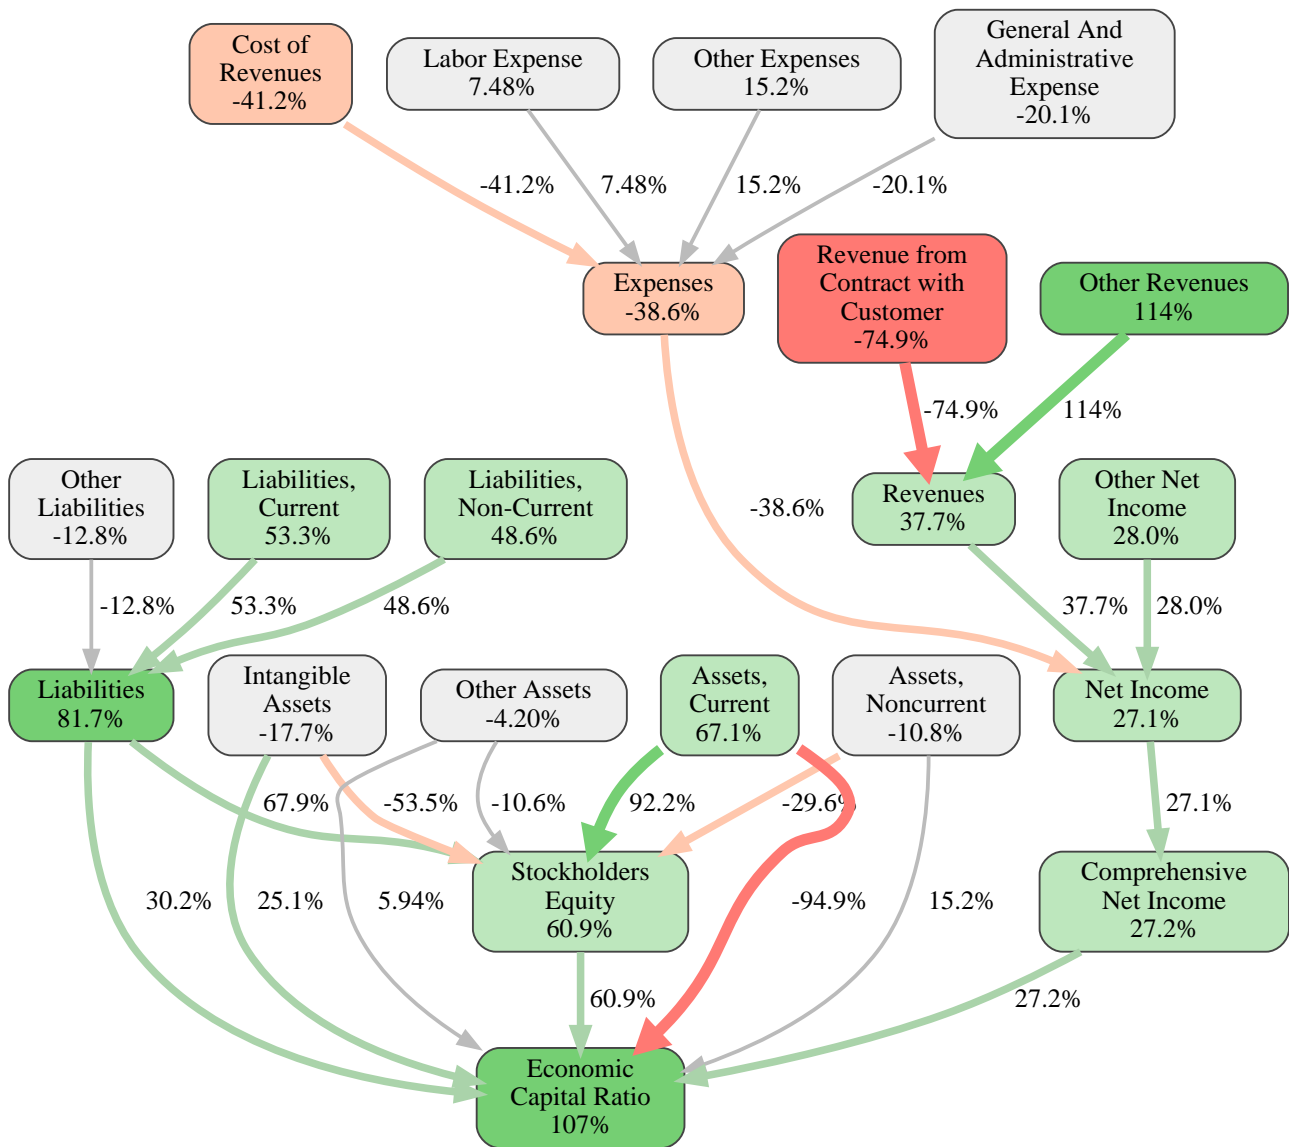 Cost of
Revenues
-41.2%
Labor Expense
7.48%
Other Expenses
15.2%
General And
Administrative
Expense
-20.1%
-41.2%
7.48%
15.2%
-20.1%
Expenses
-38.6%
Revenue from
Contract with
Customer
-74.9%
Other Revenues
114%
-74.9%
114%
Other
Liabilities
-12.8%
Liabilities,
Current
53.3%
Liabilities,
Non-Current
48.6%
-38.6%
Revenues
37.7%
Other Net
Income
28.0%
-12.8%
53.3%
48.6%
37.7%
28.0%
Liabilities
81.7%
Intangible
Assets
-17.7%
Other Assets
-4.20%
Assets,
Current
67.1%
Assets,
Noncurrent
-10.8%
Net Income
27.1%
67.9%
-53.5%
-10.6%
92.2%
-29.6%
27.1%
30.2%
25.1%
5.94%
Stockholders
Equity
60.9%
-94.9%
15.2%
Comprehensive
Net Income
27.2%
60.9%
27.2%
Economic
Capital Ratio
107%